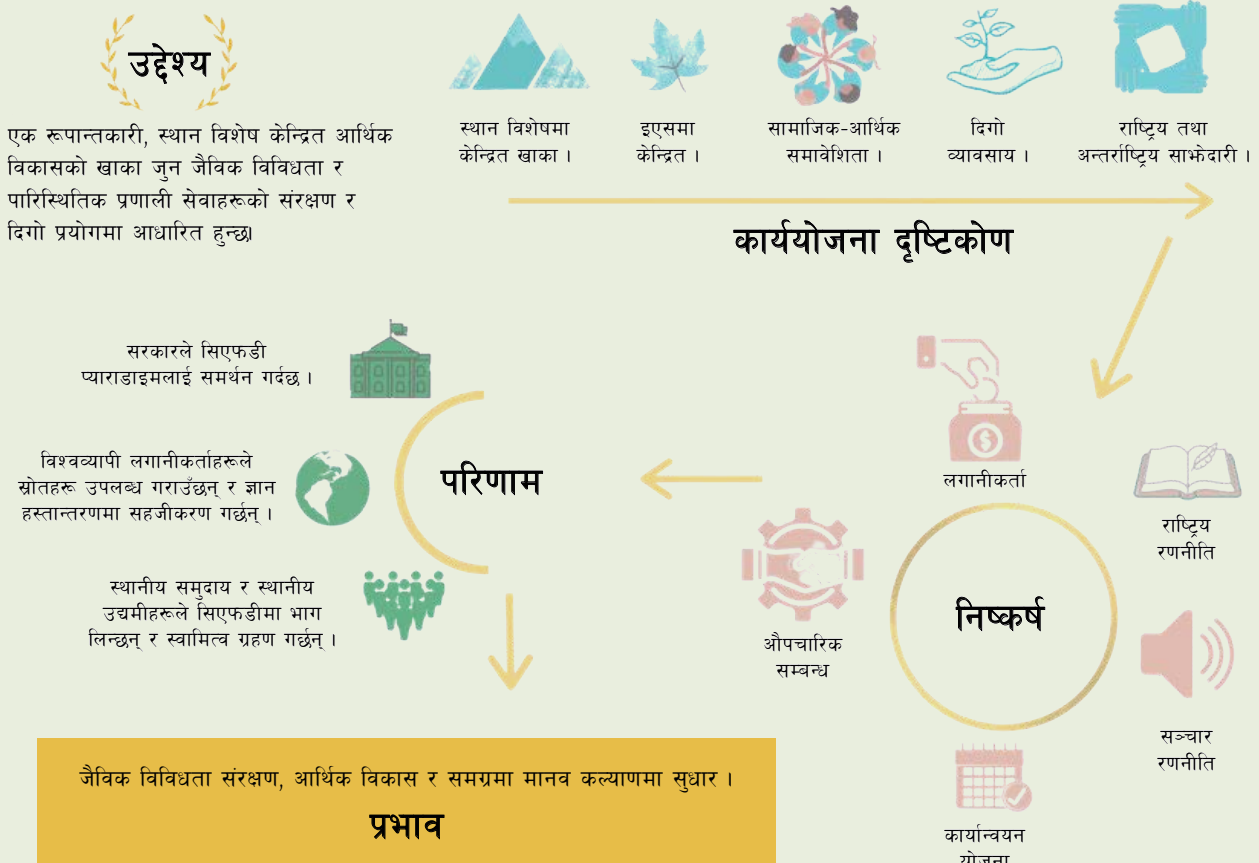 उद्देश्य
एक रूपान्तकारी, स्थान विशेष केन्द्रित आर्थिक
विकासको खाका जुन जैविक विविधता र
पारिस्थितिक प्रणाली सेवाहरूको संरक्षण र
दिगो प्रयोगमा आधारित हुन्छ।
स्थान विशेषमा
केन्द्रित खाका ।
इएसमा
केन्द्रित ।
सामाजिक-आर्थिक
समावेशिता ।
दिगो
व्यावसाय ।
राष्ट्रिय तथा
अन्तर्राष्ट्रिय साझेदारी ।
कार्ययोजना दृष्टिकोण
लगानीकर्ता
राष्ट्रिय
रणनीति
निष्कर्ष
सञ्चार
रणनीति
कार्यान्वयन
योजना
औपचारिक
सम्बन्ध
परिणाम
सरकारले सिएफडी
प्याराडाइमलाई समर्थन गर्दछ ।
विश्वव्यापी लगानीकर्ताहरूले
स्रोतहरू उपलब्ध गराउँछन् र ज्ञान
हस्तान्तरणमा सहजीकरण गर्छन् ।
स्थानीय समुदाय र स्थानीय
उद्यमीहरूले सिएफडीमा भाग
लिन्छन् र स्वामित्व ग्रहण गर्छन् ।
जैविक विविधता संरक्षण, आर्थिक विकास र समग्रमा मानव कल्याणमा सुधार ।
प्रभाव